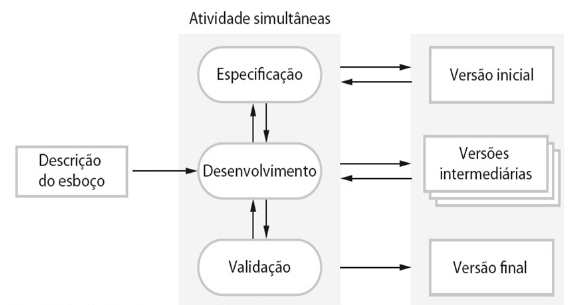 Atividade simultâneas
Especificação
Versão inicial
Descrição
do esboço
Desenvolvimento
Versões
intermediárias
Validação
Versão final